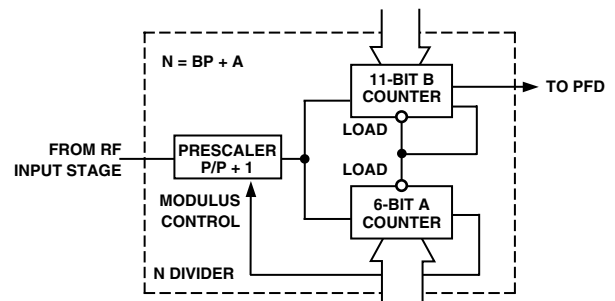 N = BP + A
11-BIT B
COUNTER
TO PFD
LOAD
FROM RF
INPUT STAGE
PRESCALER
P/P + 1
LOAD
MODULUS
CONTROL
6-BIT A
COUNTER
N DIVIDER